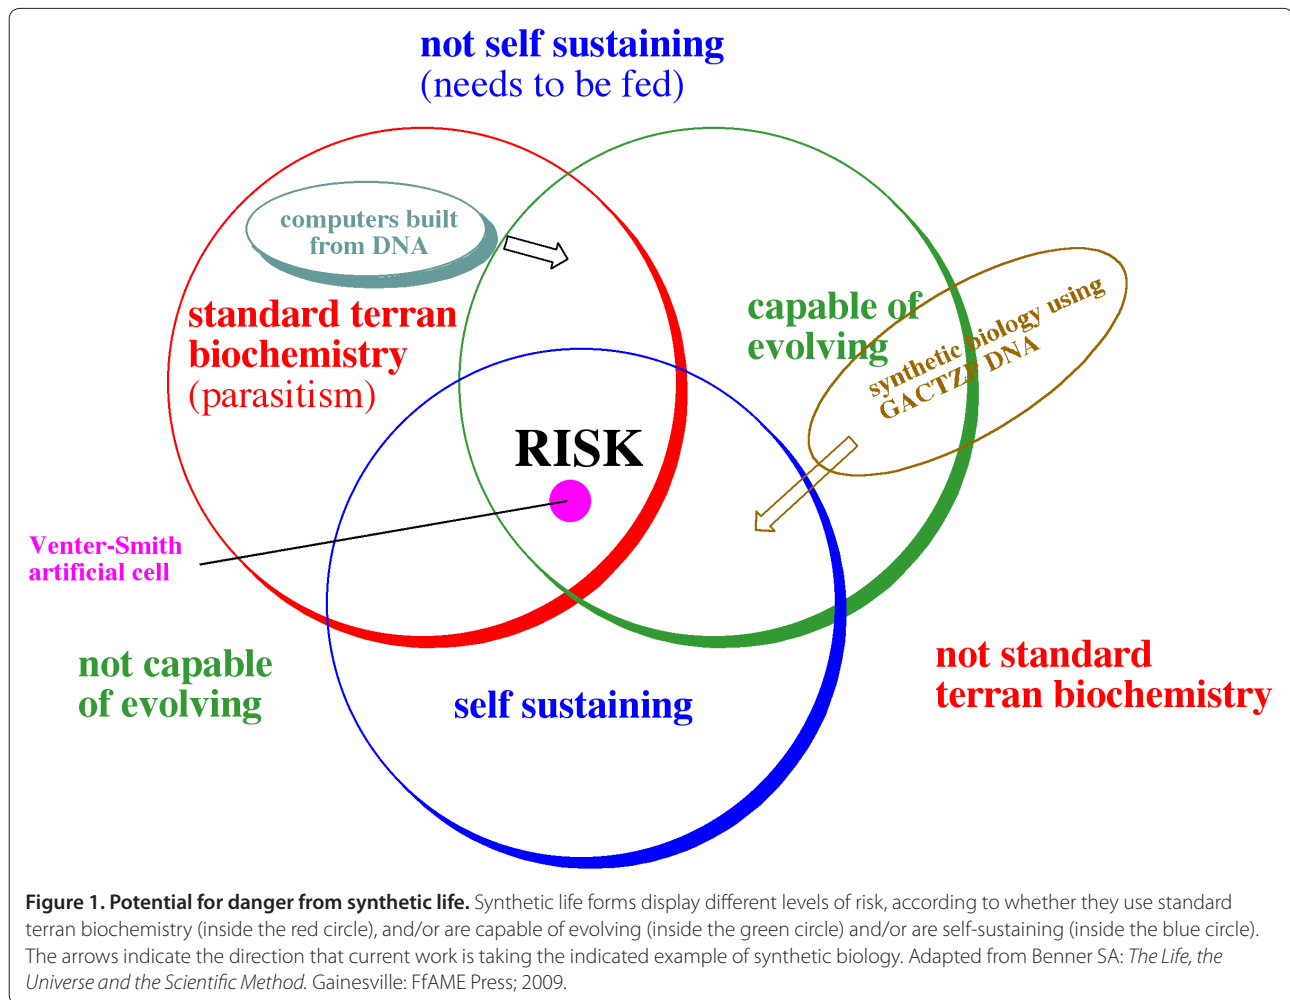 not self sustaining
(needs to be fed)
computers built
from DNA
standard terran
biochemistry
(parasitism)
capable of
evolving
synthetic biology using
GACTZP DNA
RISK
Venter-Smith
artificial cell
not capable
of evolving
self sustaining
not standard
terran biochemistry
Figure 1. Potential for danger from synthetic life. Synthetic life forms display different levels of risk, according to whether they use standard
terran biochemistry (inside the red circle), and/or are capable of evolving (inside the green circle) and/or are self-sustaining (inside the blue circle).
The arrows indicate the direction that current work is taking the indicated example of synthetic biology. Adapted from Benner SA: The Life, the
Universe and the Scientific Method. Gainesville: FfAME Press; 2009.